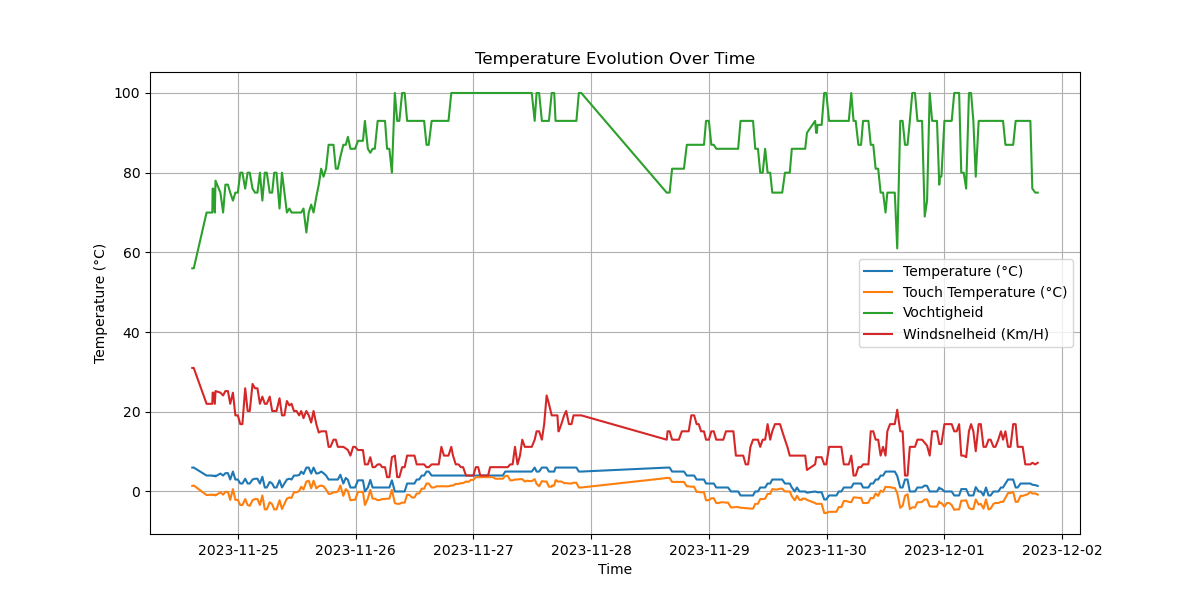 Temperature Evolution Over Time
Temperature (°C)
100
80
60
40
20
0
Temperature (°C)
Touch Temperature (°C)
Vochtigheid
Windsnelheid (Km/H)
2023-11-25 2023-11-26 2023-11-27 2023-11-28 2023-11-29 2023-11-30 2023-12-01 2023-12-02
Time